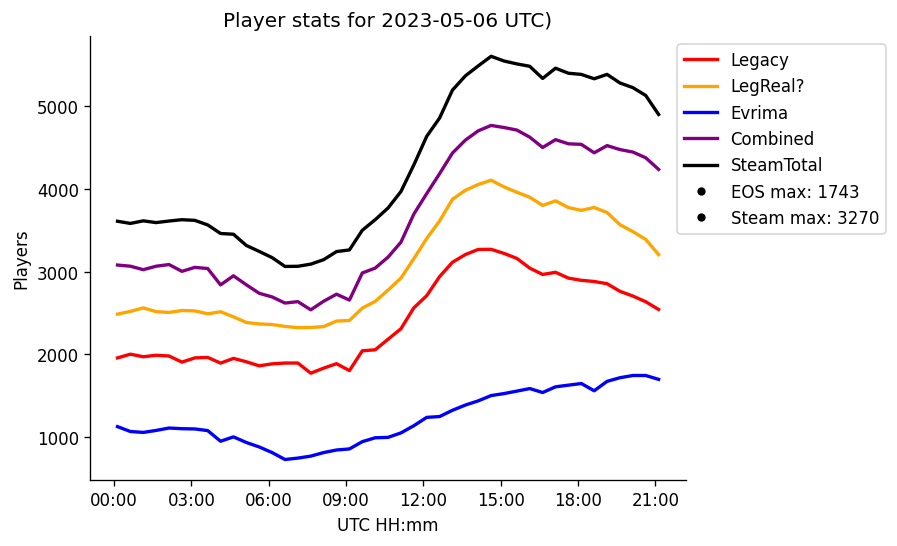 Player stats for 2023-05-06 UTC)
Legacy
LegReal?
Evrima
Combined
SteamTotal
EOS max: 1743
Steam max: 3270
Players
5000
4000
3000
2000
1000
00:00 03:00 06:00 09:00 12:00 15:00 18:00 21:00
UTC HH:mm